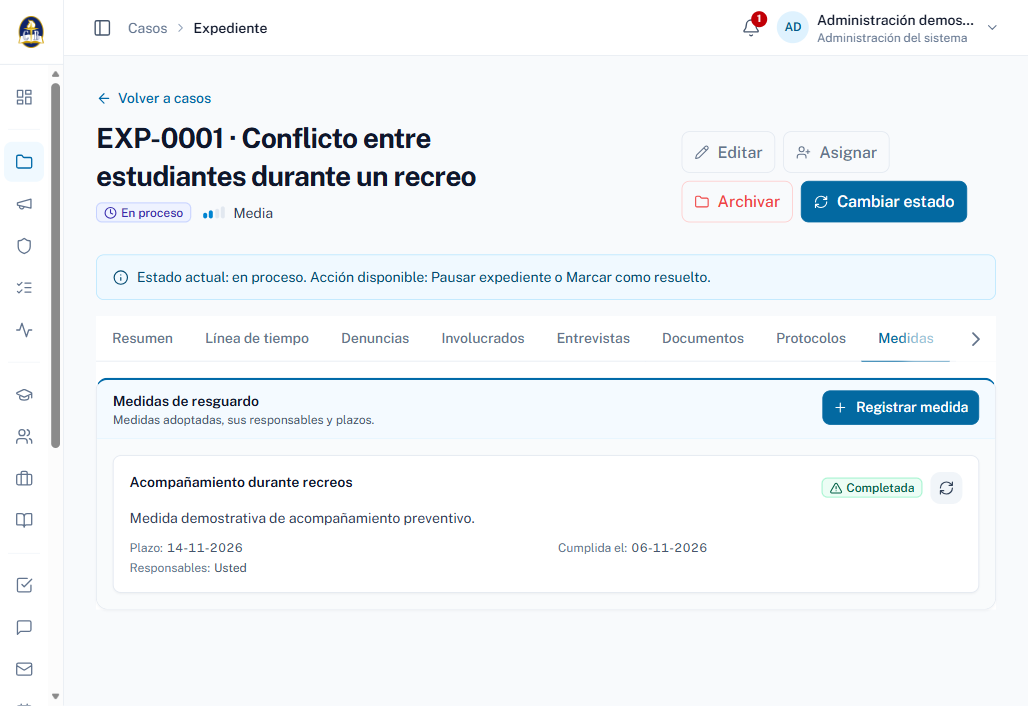 Casos > Expediente
1
AD
Administración demos...
Administración del sistema
Volver a casos
EXP-0001 · Conflicto entre
estudiantes durante un recreo
En proceso
Media
Editar
Asignar
Archivar
Cambiar estado
Estado actual: en proceso. Acción disponible: Pausar expediente o Marcar como resuelto.
Resumen
Línea de tiempo
Denuncias
Involucrados
Entrevistas
Documentos
Protocolos
Medidas
Medidas de resguardo
Medidas adoptadas, sus responsables y plazos.
+ Registrar medida
Acompañamiento durante recreos
Completada
Medida demostrativa de acompañamiento preventivo.
Plazo: 14-11-2026
Cumplida el: 06-11-2026
Responsables: Usted